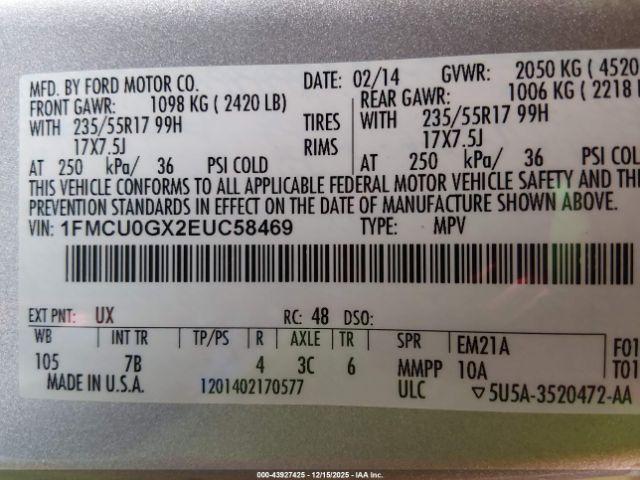 MFD. BY FORD MOTOR CO. DATE: 02/14 GVWR: 2050 KG ( 4520
FRONT GAWR: 1098 KG ( 2420 LB) REAR GAWR: 1006 KG ( 2218
WITH 235/55R17 99H TIRES WITH 235/55R17 99H
17X7.5J RIMS 17X7.5J
AT 250 kPa/ 36 PSI COLD AT 250 kPa/ 36 PSI COL
THIS VEHICLE CONFORMS TO ALL APPLICABLE FEDERAL MOTOR VEHICLE SAFETY AND THE
PREVENTION STANDARDS IN EFFECT ON THE DATE OF MANUFACTURE SHOWN ABOVE.
VIN: 1FMCU0GX2EUC58469 TYPE: MPV
EXT PNT: UX RC: 48 DSO:
WB INT TR TP/PS R AXLE TR SPR EM21A F01
105 7B 4 3C 6 MMPP 10A T01
MADE IN U.S.A. 1201402170577 ULC ▽5U5A-3520472-AA
000-43927425 - 12/15/2025 - IAA Inc.